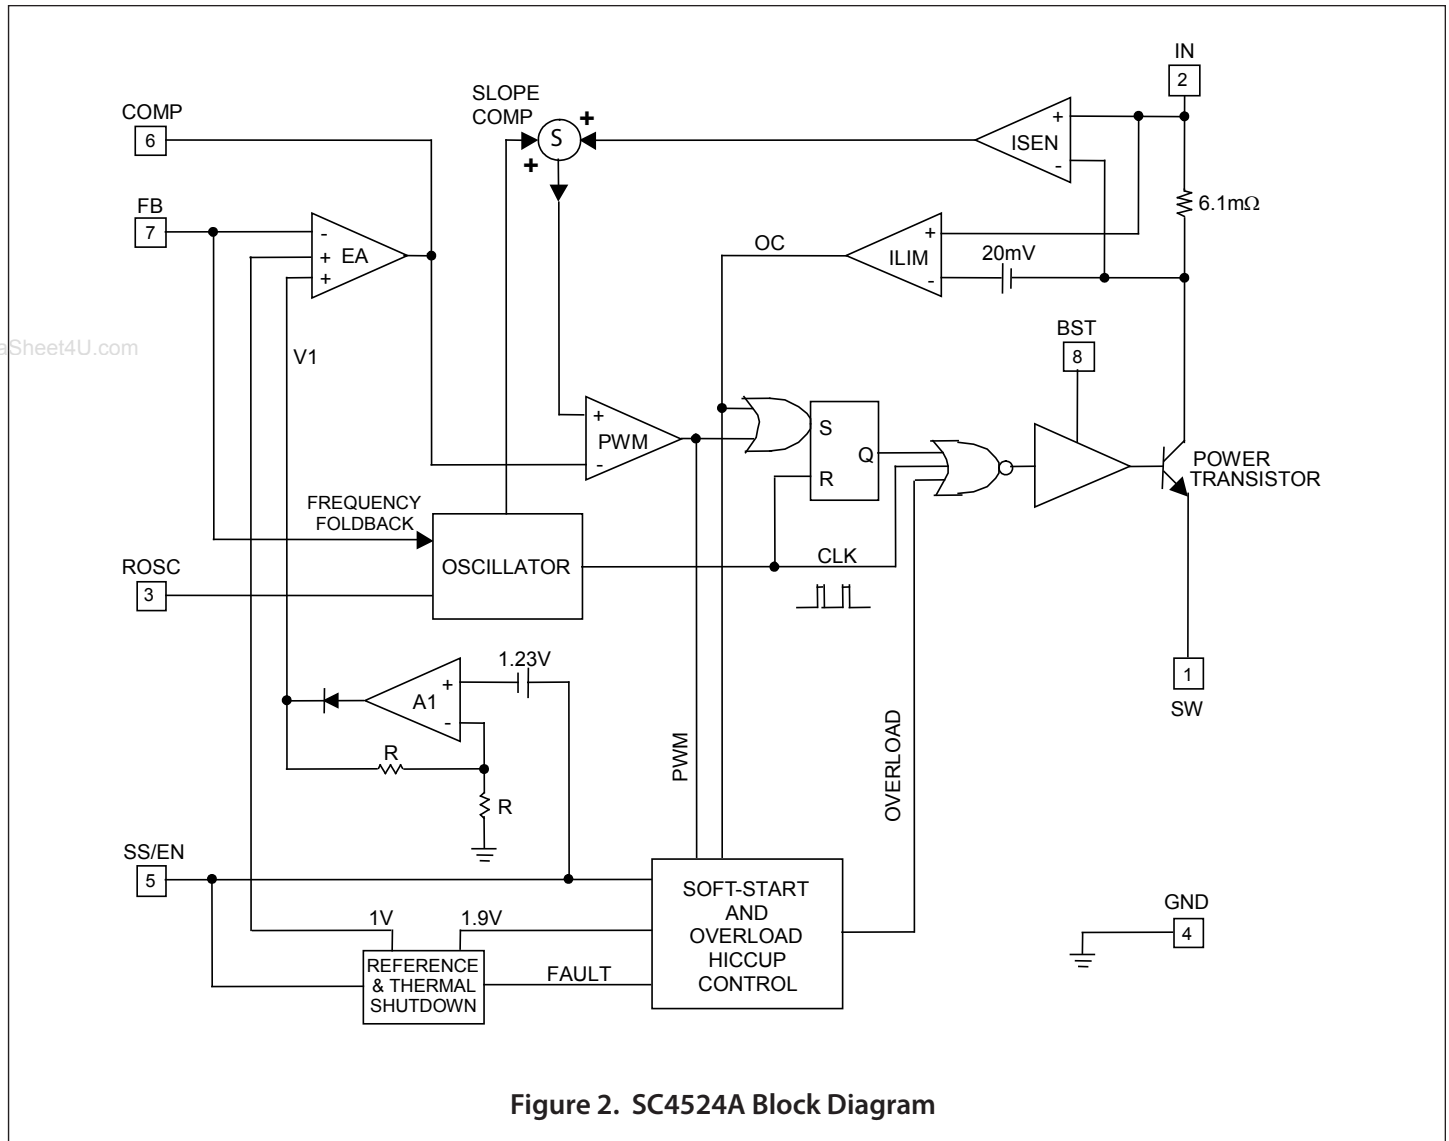 IN
2
SLOPE
COMP
COMP
6
+
S
+
+
ISEN
-
6.1mΩ
FB
7
-
+
+
EA
OC
+
ILIM
-
20mV
aSheet4U.com
V1
BST
8
+
PWM
-
S
Q
R
POWER
TRANSISTOR
FREQUENCY
FOLDBACK
OSCILLATOR
CLK
ROSC
3
1.23V
+
A1
-
1
SW
R
R
PWM
OVERLOAD
SS/EN
5
SOFT-START
AND
OVERLOAD
HICCUP
CONTROL
1V
1.9V
REFERENCE
& THERMAL
SHUTDOWN
FAULT
GND
4
Figure 2. SC4524A Block Diagram